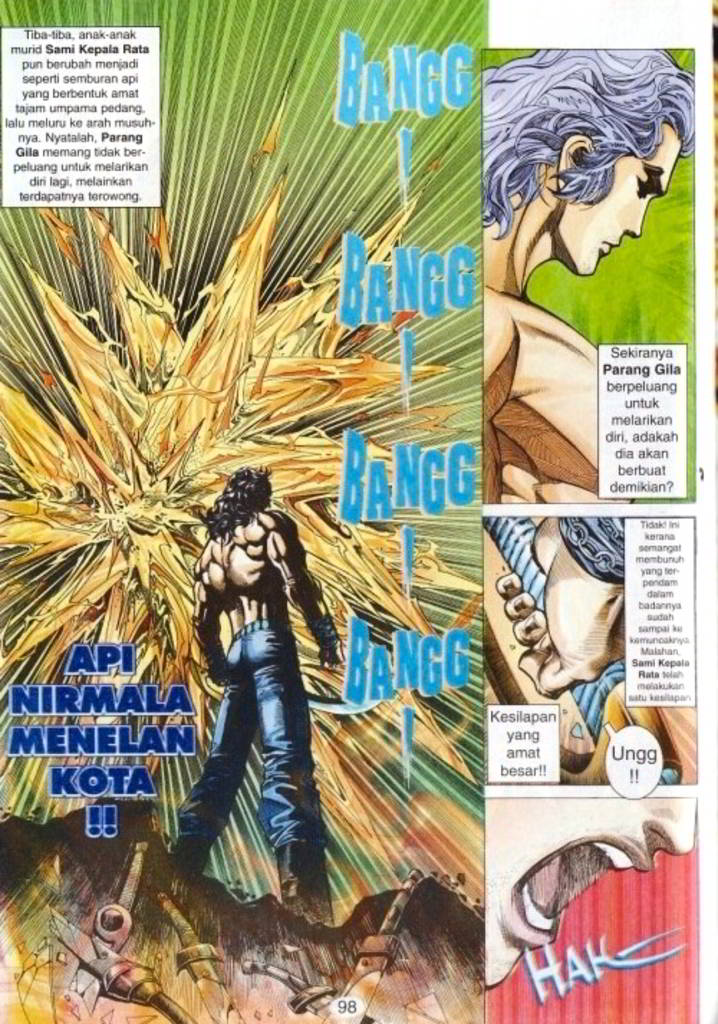 Tiba-tiba, anak-anak
murid Sami Kepala Rata
pun berubah menjadi
seperti semburan api
yang berbentuk amat
tajam umpama pedang,
lalu meluru ke arah musuh-
nya. Nyatalah, Parang
Gila memang tidak ber-
peluang untuk melarikan
diri lagi, melainkan
terdapatnya terowong.
BANGG
!
BANGG
!
BANGG
!
BANGG
!
API
NIRMALA
MENELAN
KOTA
!!
Sekiranya
Parang Gila
berpeluang
untuk
melarikan
diri, adakah
dia akan
berbuat
demikian?
Tidak! Ini
kerana
semangat
membunuh
yang ter-
pendam
dalam
badannya
sudah
sampai ke
kemuncaknya.
Malahan,
Sami Kepala
Rata telah
melakukan
satu kesilapan
Kesilapan
yang
amat
besar!!
Ungg
!!
HAK
98